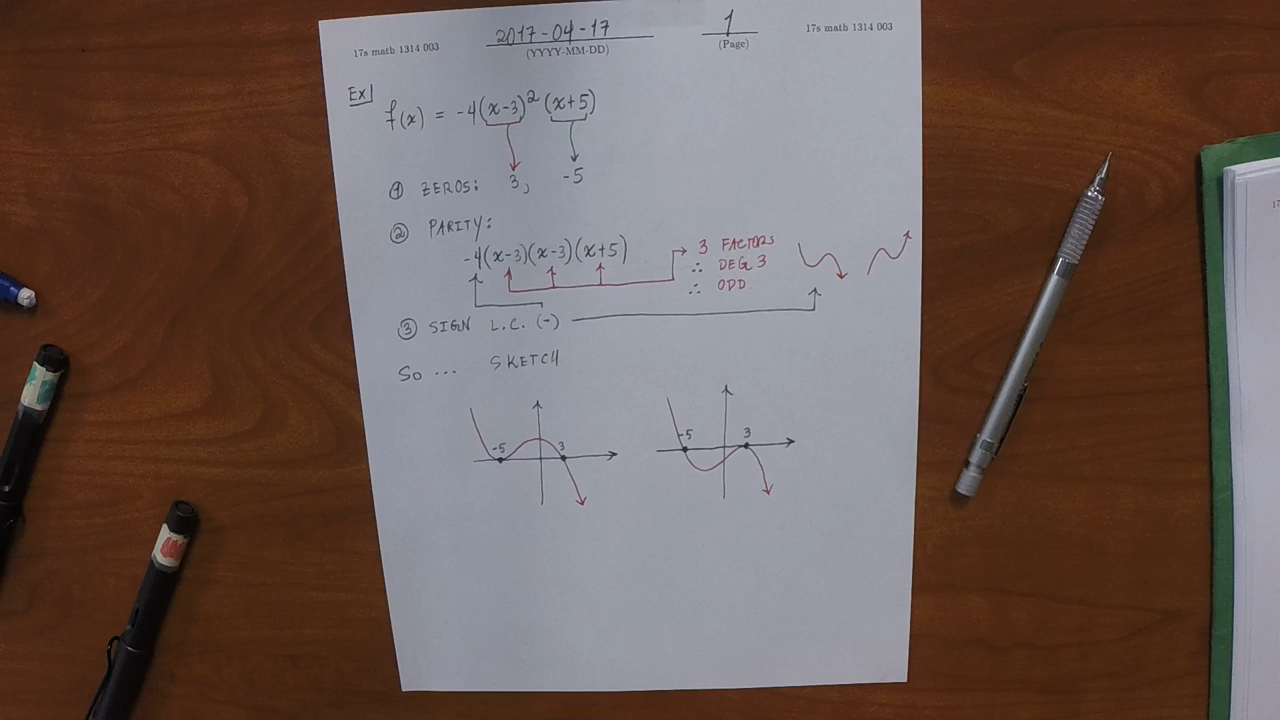 17s math 1314 003 2017-04-17 1 17s math 1314 003
(YYYY-MM-DD) (Page)
Ex1
f(x) = -4(x-3)² (x+5)
① ZEROS: 3, -5
② PARITY:
-4(x-3)(x-3)(x+5)
3 FACTORS
∴ DEG 3
∴ ODD
③ SIGN L.C. (-)
So ... SKETCH
-5 3
-5 3